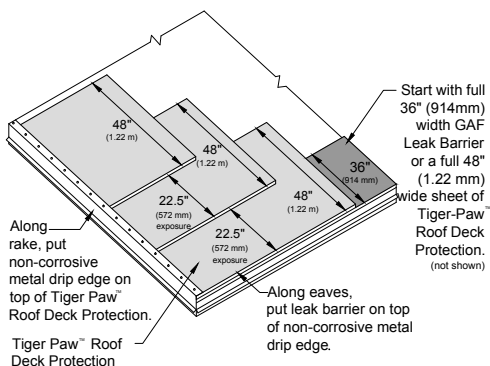 48"
(1.22 m)
48"
(1.22 m)
48"
(1.22 m)
36"
(914 mm)
22.5"
(572 mm)
exposure
22.5"
(572 mm)
exposure
Start with full
36" (914mm)
width GAF
Leak Barrier
or a full 48"
(1.22 mm)
wide sheet of
Tiger-Paw™
Roof Deck
Protection.
(not shown)
Along
rake, put
non-corrosive
metal drip edge on
top of Tiger Paw™
Roof Deck Protection.
Tiger Paw™ Roof
Deck Protection
Along eaves,
put leak barrier on top
of non-corrosive metal
drip edge.